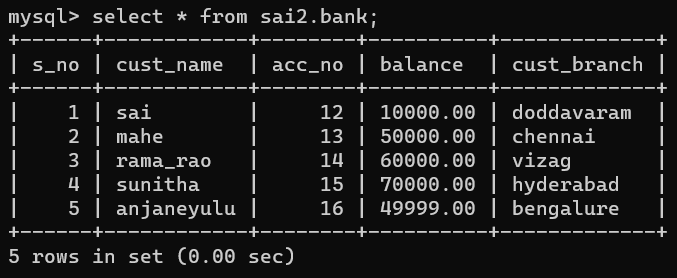 mysql> select * from sai2.bank;
+------+------------+--------+----------+-------------+
| s_no | cust_name  | acc_no | balance  | cust_branch |
+------+------------+--------+----------+-------------+
|    1 | sai        |     12 | 10000.00 | doddavaram  |
|    2 | mahe       |     13 | 50000.00 | chennai     |
|    3 | rama_rao   |     14 | 60000.00 | vizag       |
|    4 | sunitha    |     15 | 70000.00 | hyderabad   |
|    5 | anjaneyulu |     16 | 49999.00 | bengalure   |
+------+------------+--------+----------+-------------+
5 rows in set (0.00 sec)